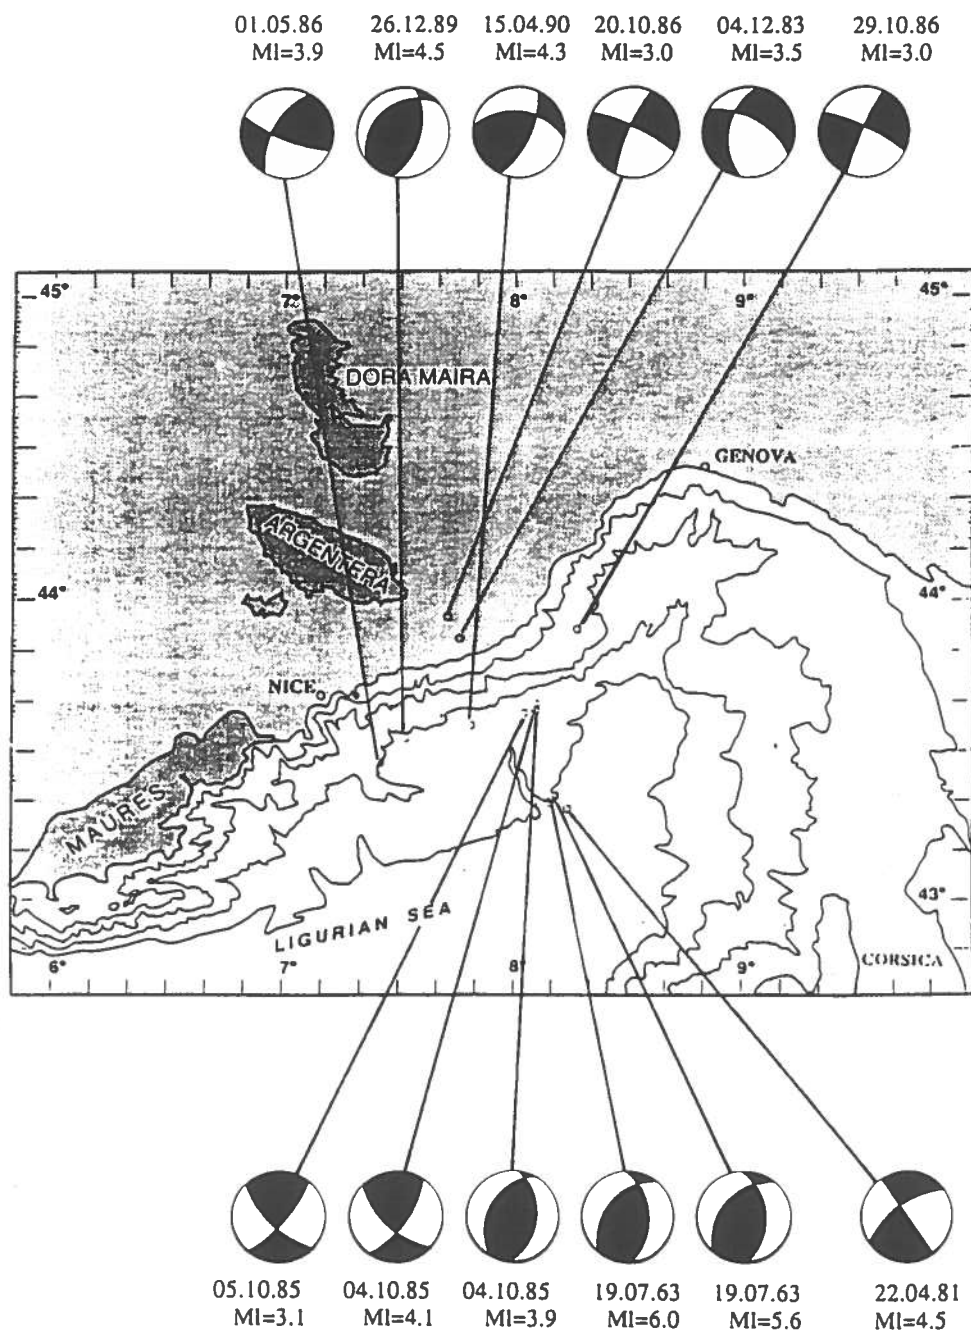 01.05.86 26.12.89 15.04.90 20.10.86 04.12.83 29.10.86
Ml=3.9 Ml=4.5 Ml=4.3 Ml=3.0 Ml=3.5 Ml=3.0
45° 7° 8° 9° 45°
DORA MAIRA
GENOVA
ARGENTERA
44° 44°
NICE
MAURES
43°
LIGURIAN SEA
CORSICA
6° 7° 8° 9°
05.10.85 04.10.85 04.10.85 19.07.63 19.07.63 22.04.81
Ml=3.1 Ml=4.1 Ml=3.9 Ml=6.0 Ml=5.6 Ml=4.5